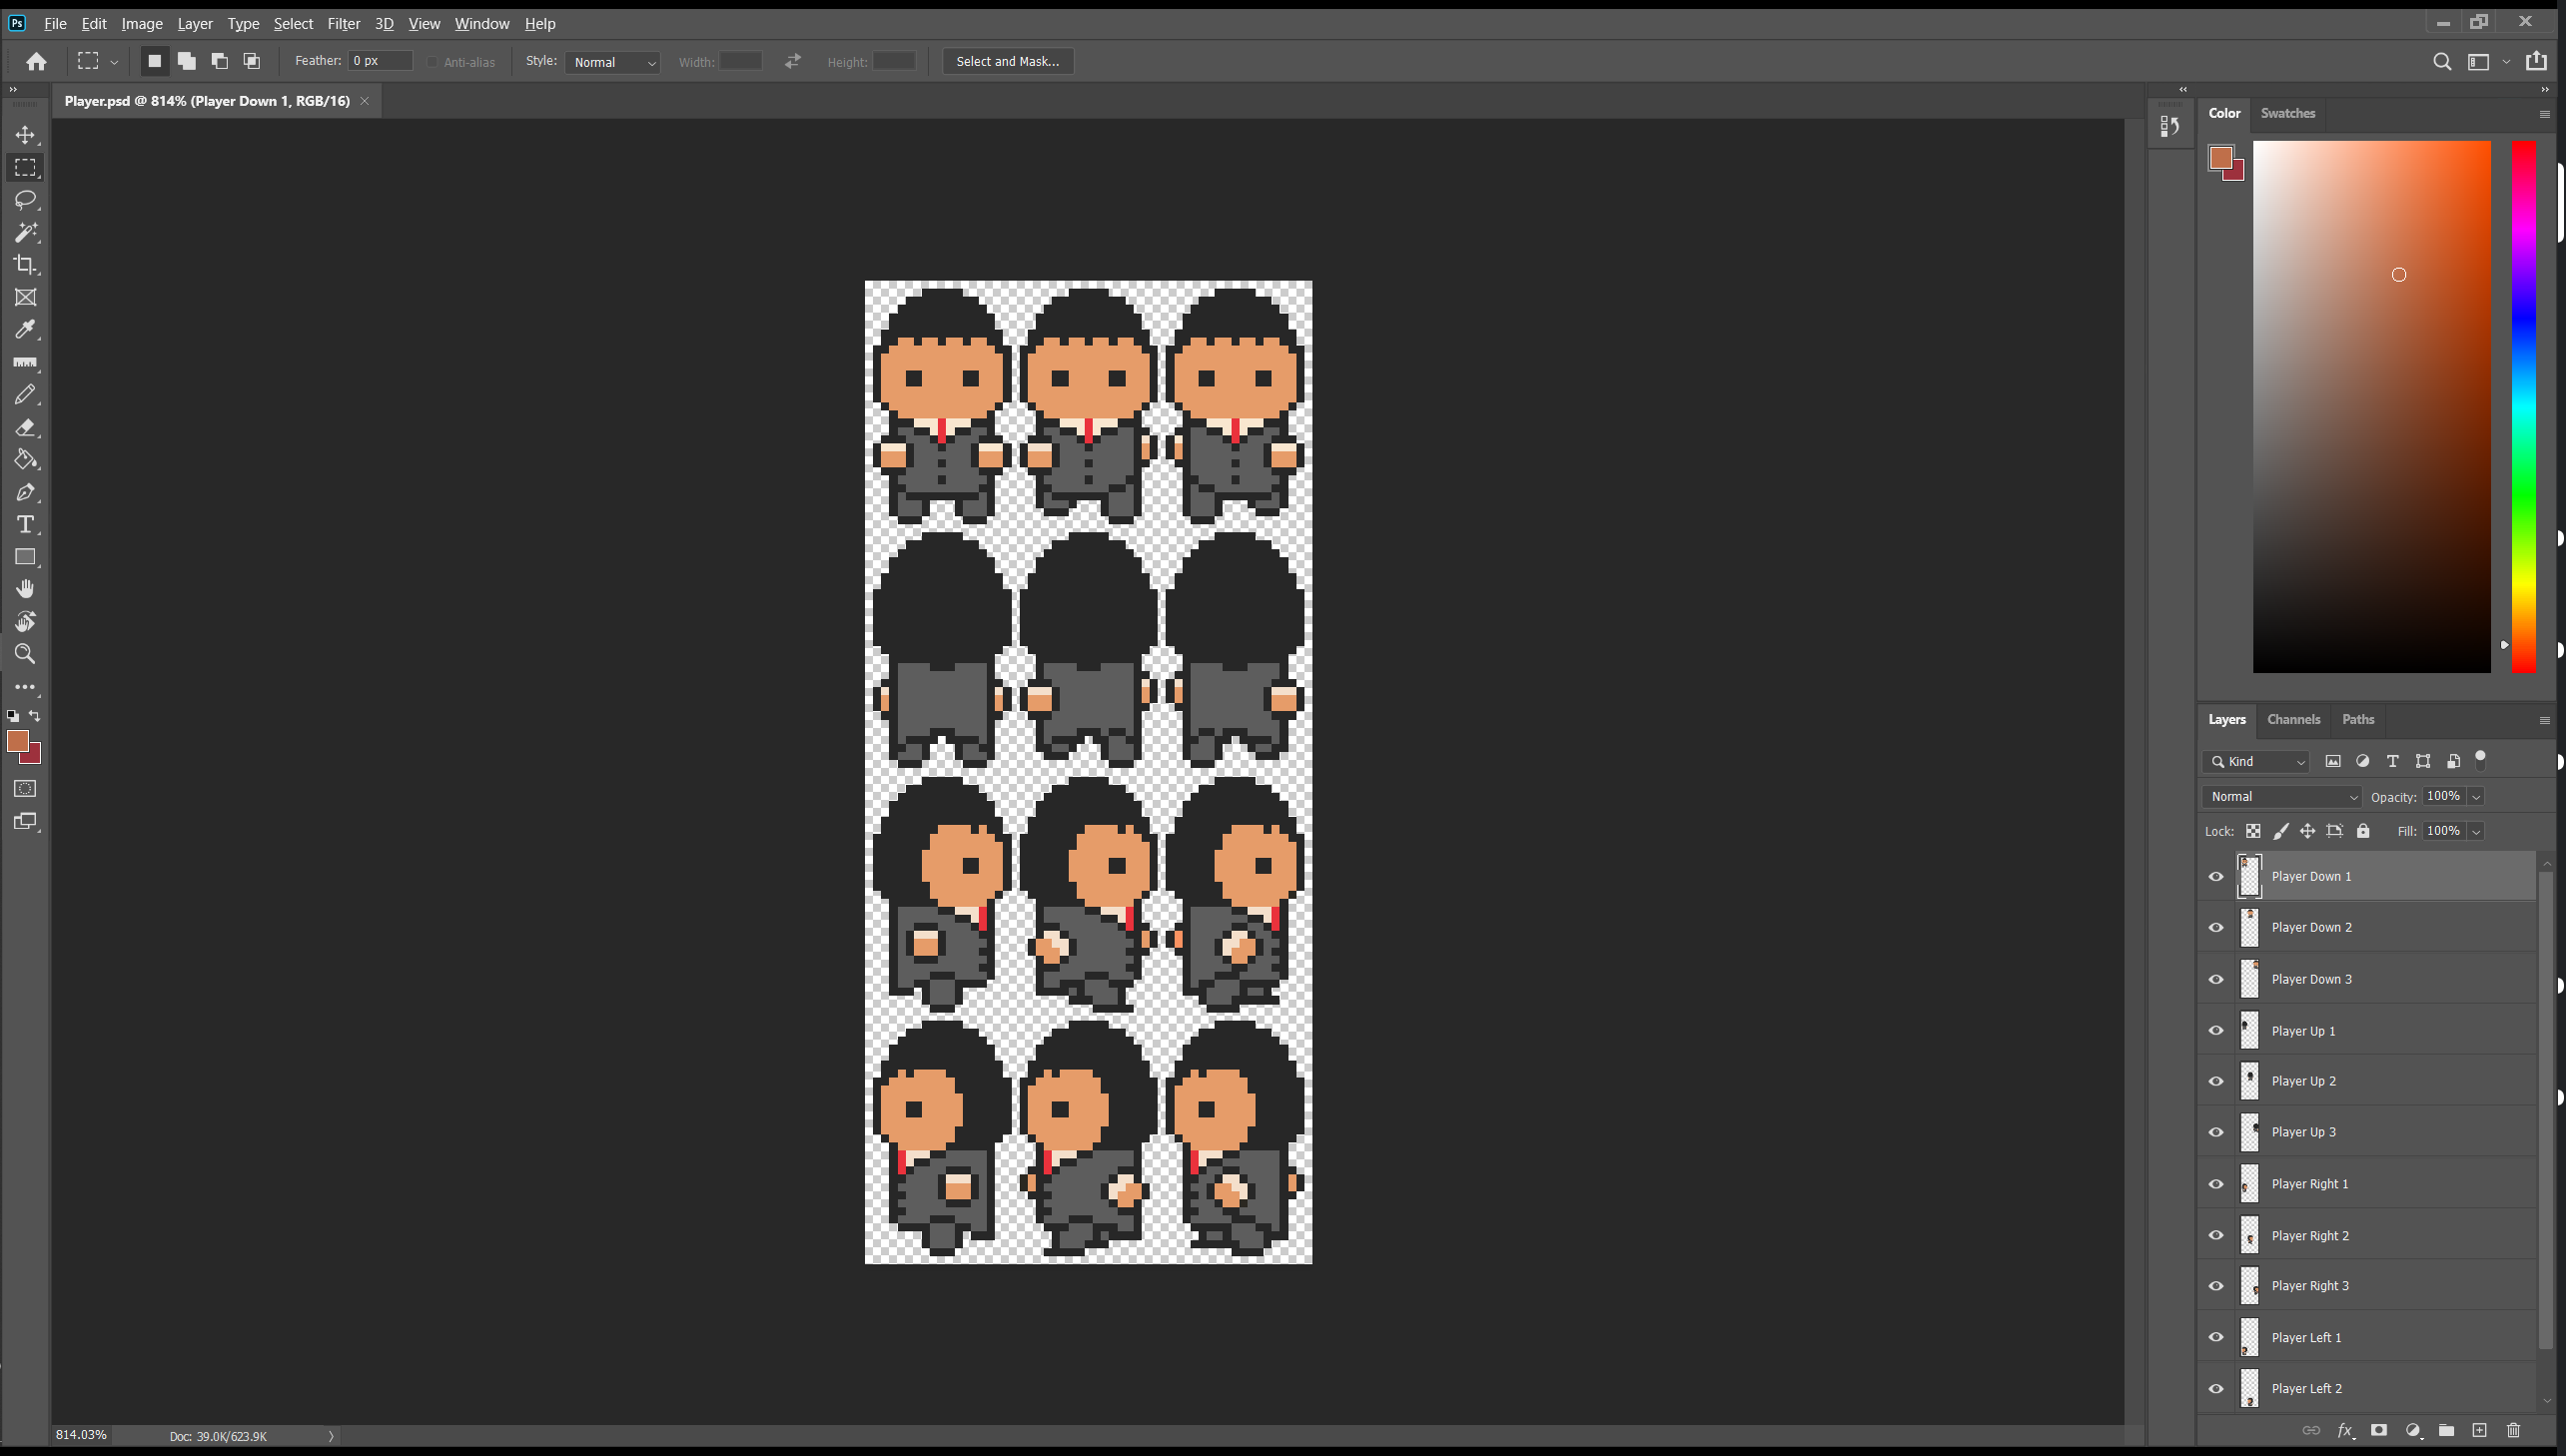 Ps File Edit Image Layer Type Select Filter 3D View Window Help
Feather: 0 px Anti-alias Style: Normal Width: Height: Select and Mask...
Player.psd @ 814% (Player Down 1, RGB/16)
Color Swatches
Layers Channels Paths
Kind
Normal Opacity: 100%
Lock: Fill: 100%
Player Down 1
Player Down 2
Player Down 3
Player Up 1
Player Up 2
Player Up 3
Player Right 1
Player Right 2
Player Right 3
Player Left 1
Player Left 2
fx
814.03% Doc: 39.0K/623.9K